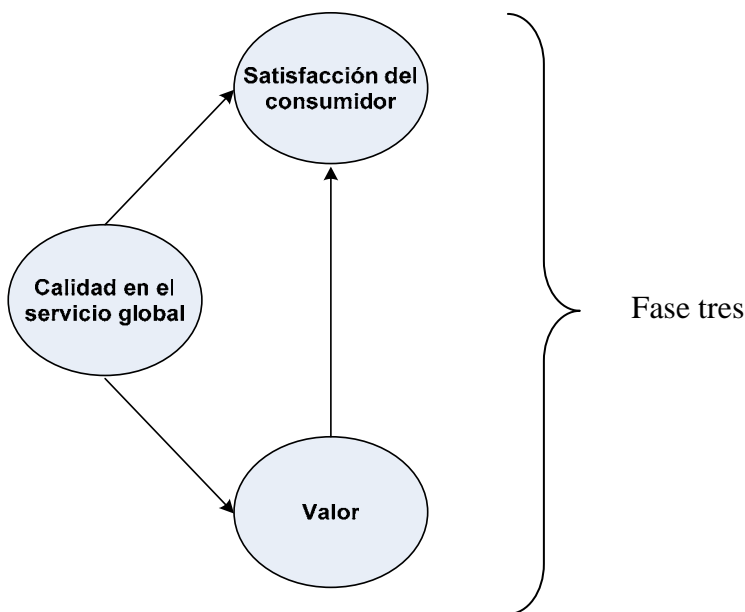 Satisfacción del
consumidor
Calidad en el
servicio global
Fase tres
Valor